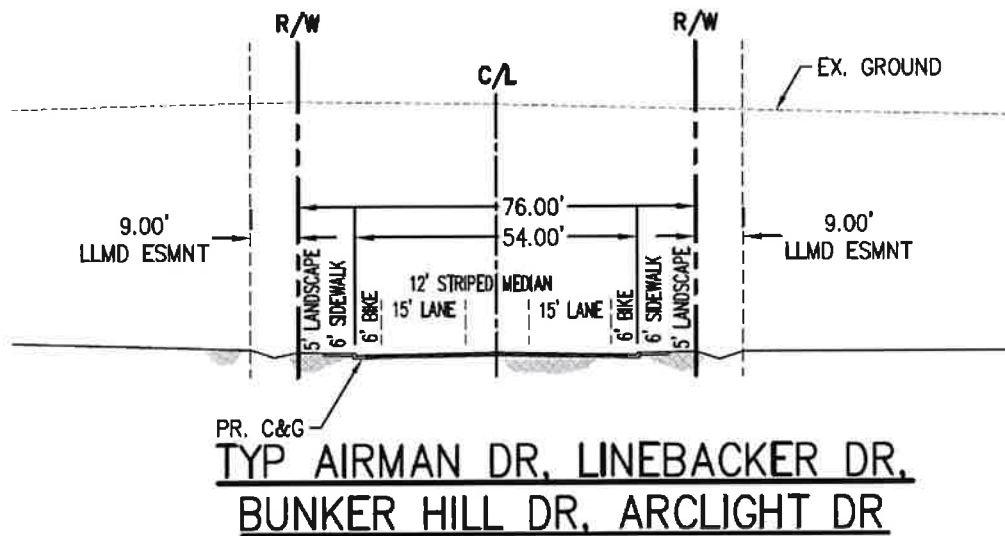 R/W
R/W
C/L
EX. GROUND
76.00'
54.00'
9.00'
LLMD ESMNT
9.00'
LLMD ESMNT
5' LANDSCAPE
6' SIDEWALK
6' BIKE
12' STRIPED MEDIAN
15' LANE
15' LANE
6' BIKE
6' SIDEWALK
5' LANDSCAPE
PR. C&G
TYP AIRMAN DR, LINEBACKER DR,
BUNKER HILL DR, ARCLIGHT DR